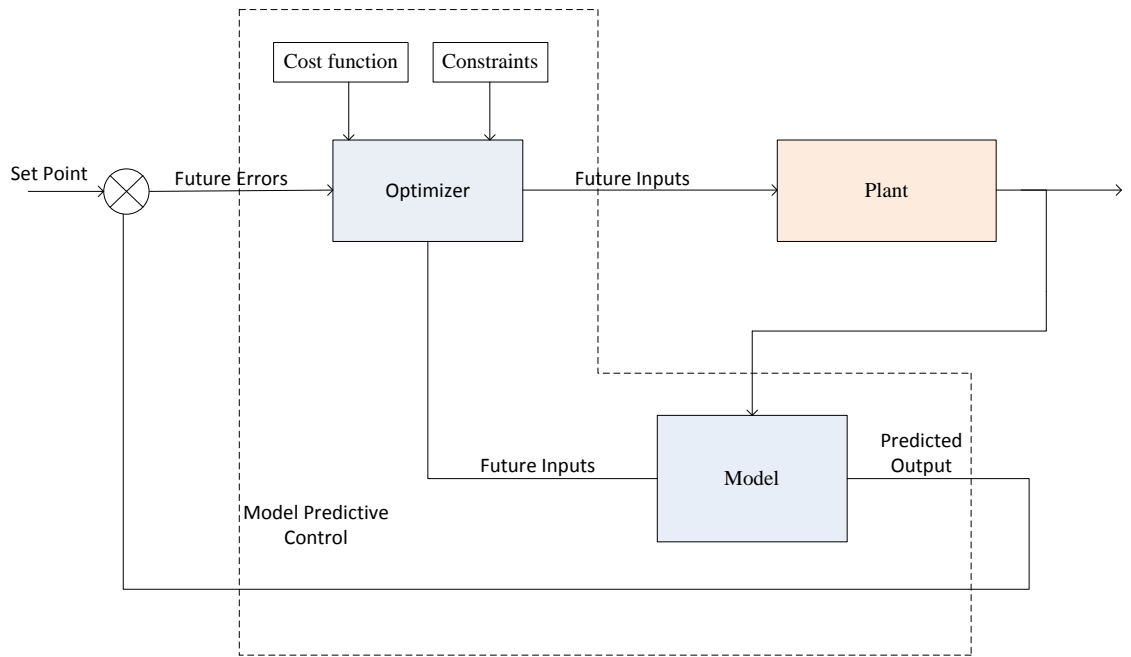 Cost function
Constraints
Set Point
Future Errors
Optimizer
Future Inputs
Plant
Future Inputs
Model
Predicted
Output
Model Predictive
Control